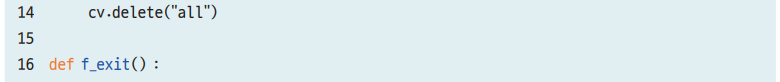 14 cv.delete("all")
15
16 def f_exit():